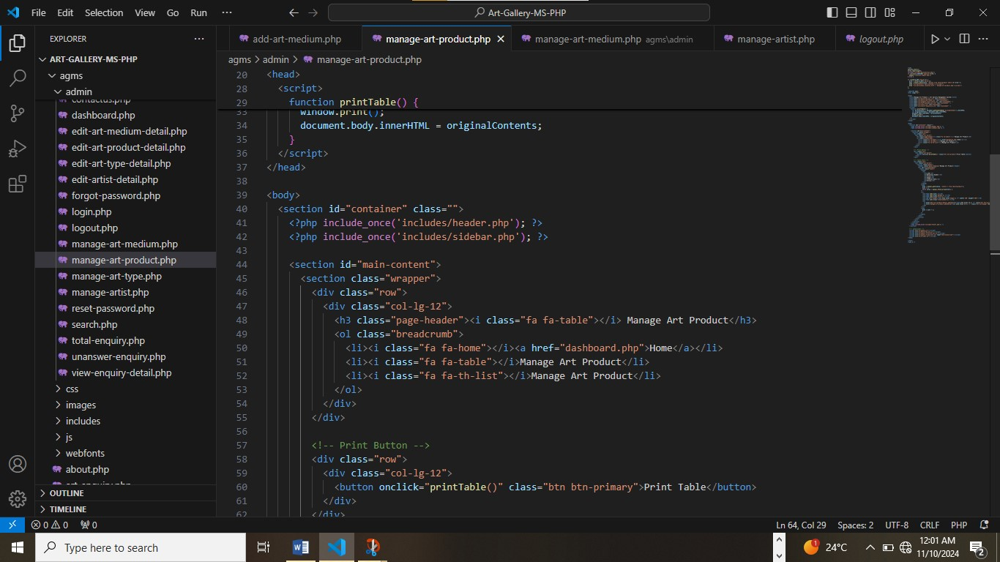 File Edit Selection View Go Run ··· Art-Gallery-MS-PHP
EXPLORER
add-art-medium.php manage-art-product.php manage-art-medium.php agms\admin manage-artist.php logout.php
agms > admin > manage-art-product.php
ART-GALLERY-MS-PHP
agms
admin
contactus.php
dashboard.php
edit-art-medium-detail.php
edit-art-product-detail.php
edit-art-type-detail.php
edit-artist-detail.php
forgot-password.php
login.php
logout.php
manage-art-medium.php
manage-art-product.php
manage-art-type.php
manage-artist.php
reset-password.php
search.php
total-enquiry.php
unanswer-enquiry.php
view-enquiry-detail.php
css
images
includes
js
webfonts
about.php
art-enquiry.php
OUTLINE
TIMELINE
20 <head>
28 <script>
29 function printTable() {
33 window.print();
34 document.body.innerHTML = originalContents;
35 }
36 </script>
37 </head>
38
39 <body>
40 <section id="container" class="">
41 <?php include_once('includes/header.php'); ?>
42 <?php include_once('includes/sidebar.php'); ?>
43
44 <section id="main-content">
45 <section class="wrapper">
46 <div class="row">
47 <div class="col-lg-12">
48 <h3 class="page-header"><i class="fa fa-table"></i> Manage Art Product</h3>
49 <ol class="breadcrumb">
50 <li><i class="fa fa-home"></i><a href="dashboard.php">Home</a></li>
51 <li><i class="fa fa-table"></i>Manage Art Product</li>
52 <li><i class="fa fa-th-list"></i>Manage Art Product</li>
53 </ol>
54 </div>
55 </div>
56
57 <!-- Print Button -->
58 <div class="row">
59 <div class="col-lg-12">
60 <button onclick="printTable()" class="btn btn-primary">Print Table</button>
61 </div>
62 </div>
0 0 0 Ln 64, Col 29 Spaces: 2 UTF-8 CRLF PHP
Type here to search 1 24°C 12:01 AM
11/10/2024 2